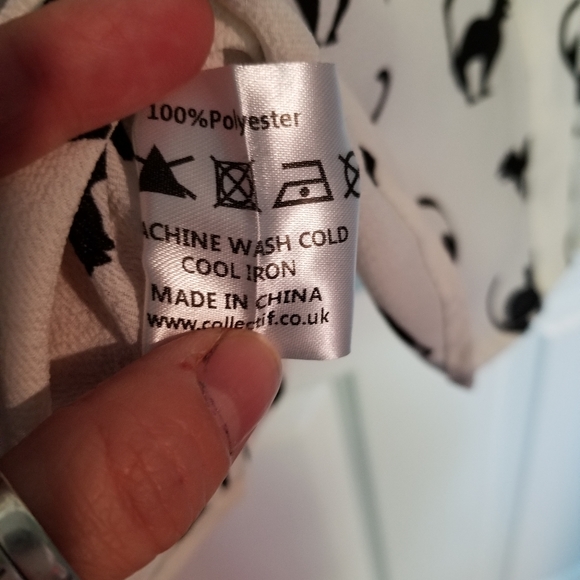 100%Polyester
ACHINE WASH COLD
COOL IRON
MADE IN CHINA
www.collectif.co.uk